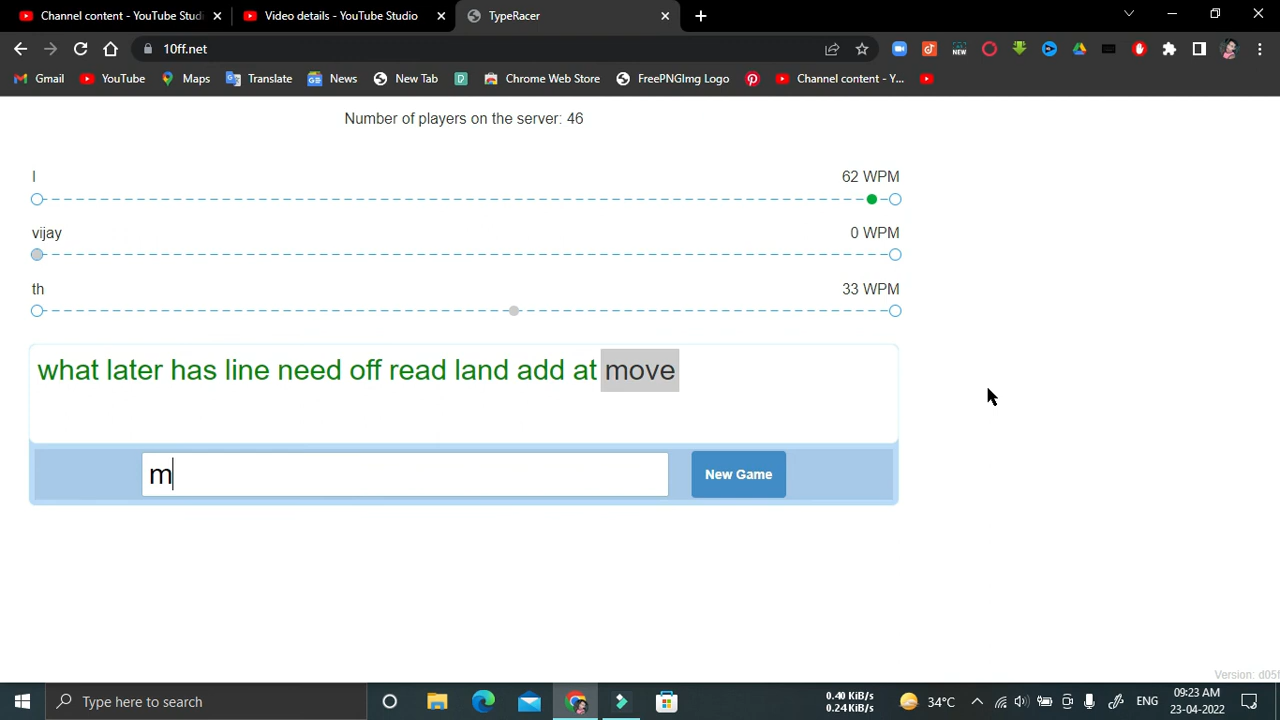 Channel content - YouTube Studi
Video details - YouTube Studio
TypeRacer
10ff.net
NEW
Gmail
YouTube
Maps
Translate
News
New Tab
Chrome Web Store
FreePNGImg Logo
Channel content - Y...
Number of players on the server: 46
I 62 WPM
vijay 0 WPM
th 33 WPM
what later has line need off read land add at move
m
New Game
Version: d05f
Type here to search
0.40 KiB/s
0.24 KiB/s
34°C
ENG
09:23 AM
23-04-2022